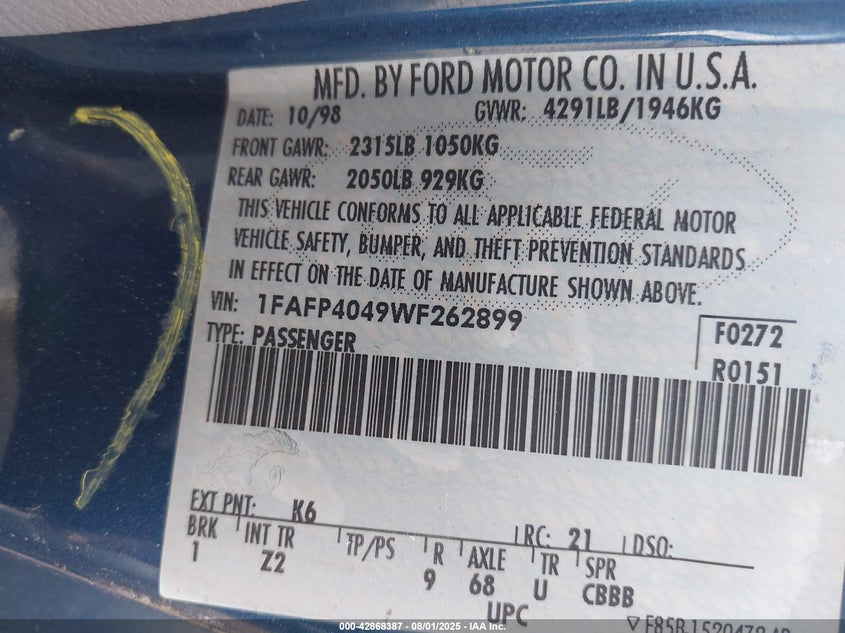 MFD. BY FORD MOTOR CO. IN U.S.A.
DATE: 10/98 GVWR: 4291LB/1946KG
FRONT GAWR: 2315LB 1050KG
REAR GAWR: 2050LB 929KG
THIS VEHICLE CONFORMS TO ALL APPLICABLE FEDERAL MOTOR
VEHICLE SAFETY, BUMPER, AND THEFT PREVENTION STANDARDS
IN EFFECT ON THE DATE OF MANUFACTURE SHOWN ABOVE.
VIN: 1FAFP4049WF262899
F0272
TYPE: PASSENGER
R0151
EXT PNT: K6 RC: 21 DSO:
BRK INT TR TP/PS R AXLE TR SPR
1 Z2 9 68 U CBBB
UPC
000-42868387 - 08/01/2025 - IAA Inc.